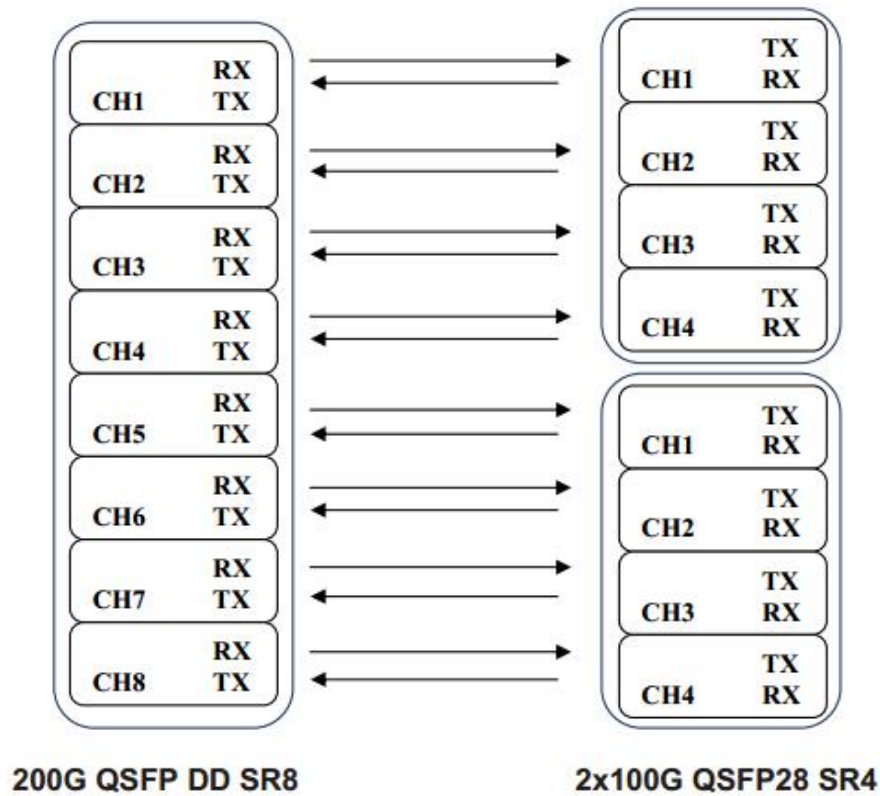 RX
CH1 TX
RX
CH2 TX
RX
CH3 TX
RX
CH4 TX
RX
CH5 TX
RX
CH6 TX
RX
CH7 TX
RX
CH8 TX
200G QSFP DD SR8
TX
CH1 RX
TX
CH2 RX
TX
CH3 RX
TX
CH4 RX
TX
CH1 RX
TX
CH2 RX
TX
CH3 RX
TX
CH4 RX
2x100G QSFP28 SR4